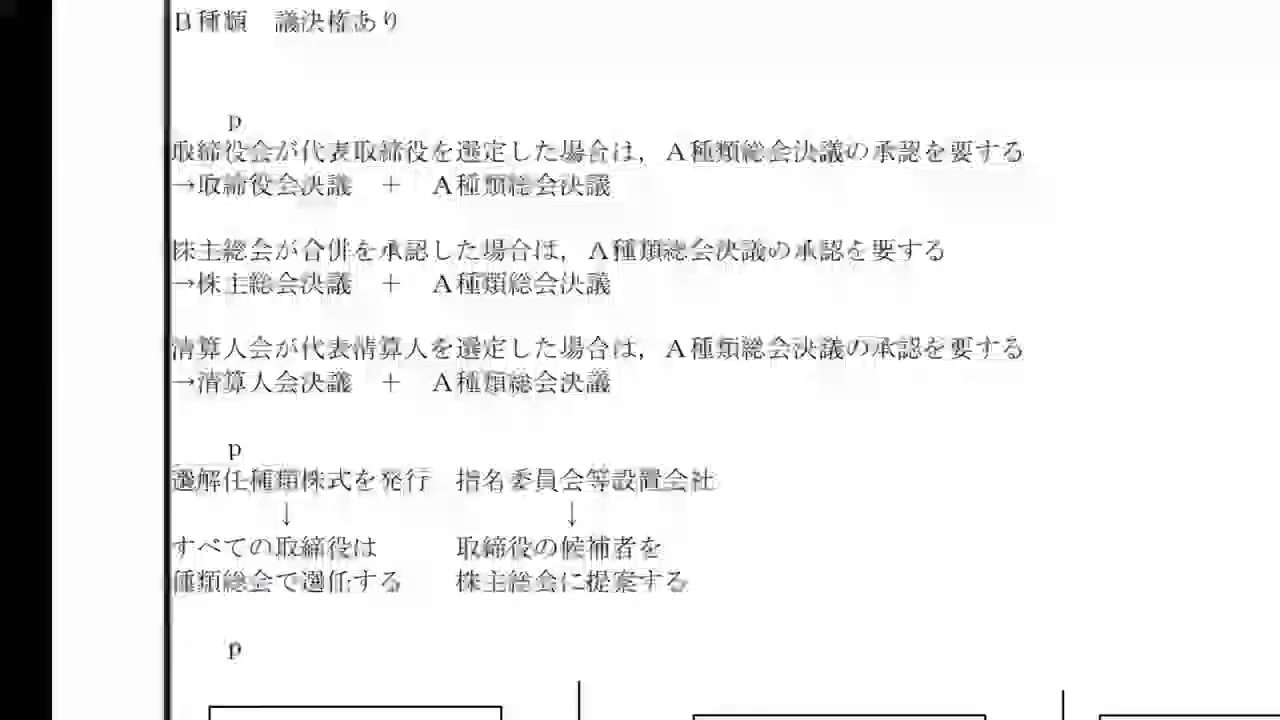 B種類　議決権あり
p
取締役会が代表取締役を選定した場合は，A種類総会決議の承認を要する
→取締役会決議　＋　A種類総会決議
株主総会が合併を承認した場合は，A種類総会決議の承認を要する
→株主総会決議　＋　A種類総会決議
清算人会が代表清算人を選定した場合は，A種類総会決議の承認を要する
→清算人会決議　＋　A種類総会決議
p
選解任種類株式を発行　指名委員会等設置会社
↓　↓
すべての取締役は　取締役の候補者を
種類総会で選任する　株主総会に提案する
p